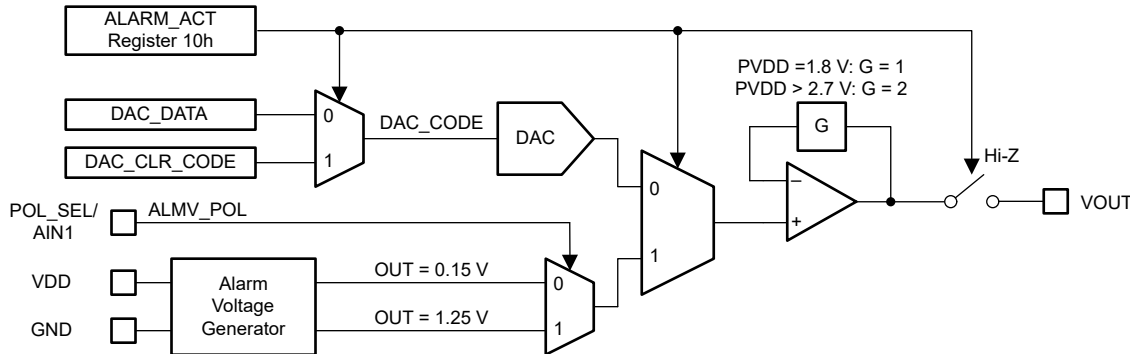 ALARM_ACT
Register 10h
PVDD =1.8 V: G = 1
PVDD > 2.7 V: G = 2
DAC_DATA
0
DAC_CODE
DAC
G
DAC_CLR_CODE
1
Hi-Z
0
–
+
VOUT
POL_SEL/
AIN1
ALMV_POL
1
VDD
Alarm
Voltage
Generator
OUT = 0.15 V
0
GND
OUT = 1.25 V
1